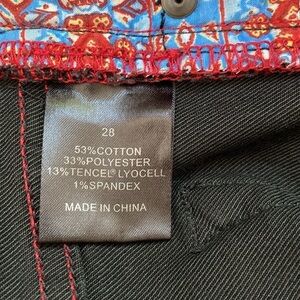 28
53%COTTON
33%POLYESTER
13%TENCEL® LYOCELL
1%SPANDEX
MADE IN CHINA